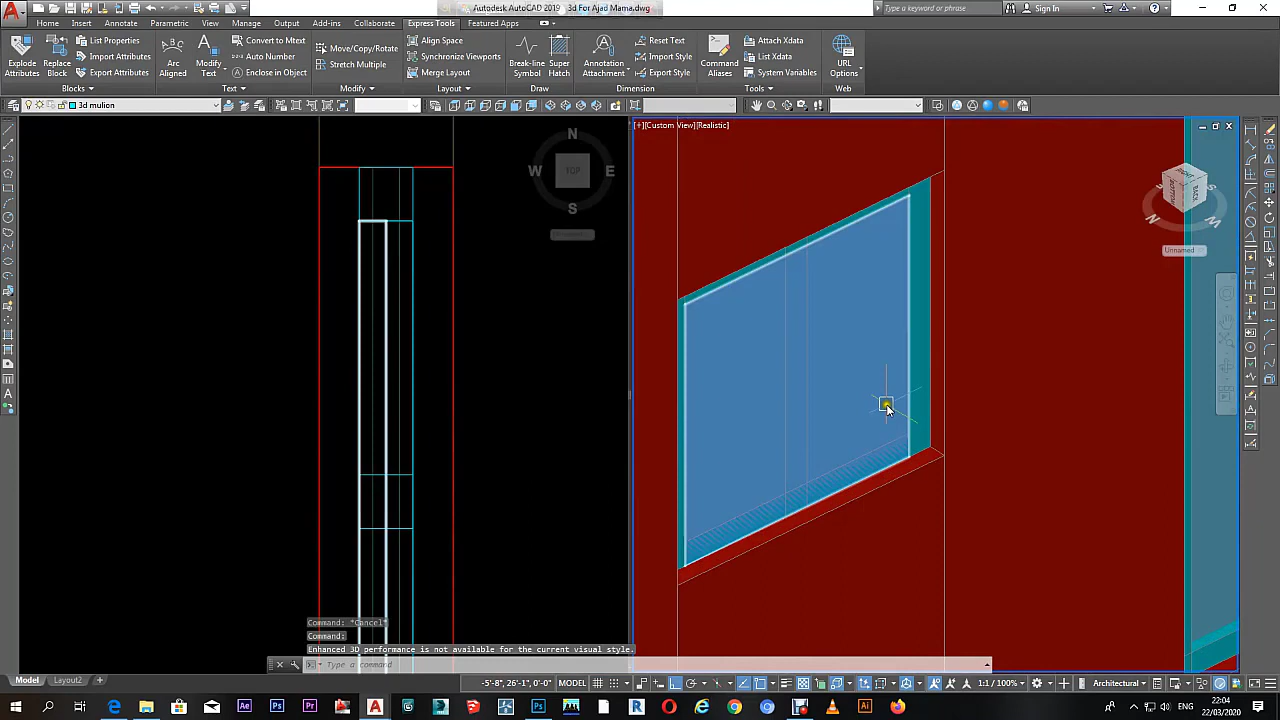 Autodesk AutoCAD 2019 3d For Ajad Mama.dwg
Type a keyword or phrase
Sign In
Home Insert Annotate Parametric View Manage Output Add-ins Collaborate Express Tools Featured Apps
Explode Attributes
Replace Block
List Properties
Import Attributes
Export Attributes
Blocks
Arc Aligned
Modify Text
Convert to Mtext
Auto Number
Enclose in Object
Text
Move/Copy/Rotate
Stretch Multiple
Modify
Align Space
Synchronize Viewports
Merge Layout
Layout
Break-line Symbol
Super Hatch
Draw
Annotation Attachment
Reset Text
Import Style
Export Style
Dimension
Command Aliases
Attach Xdata
List Xdata
System Variables
Tools
URL Options
Web
3d mulion
[+][Custom View][Realistic]
N
W TOP E
S
Unnamed
BACK
Unnamed
Command: *Cancel*
Command:
Enhanced 3D performance is not available for the current visual style.
Type a command
Model Layout2 +
-5'-8", 26'-1", 0'-0" MODEL
1:1 / 100%
Architectural
ENG
22:04
22/03/2020